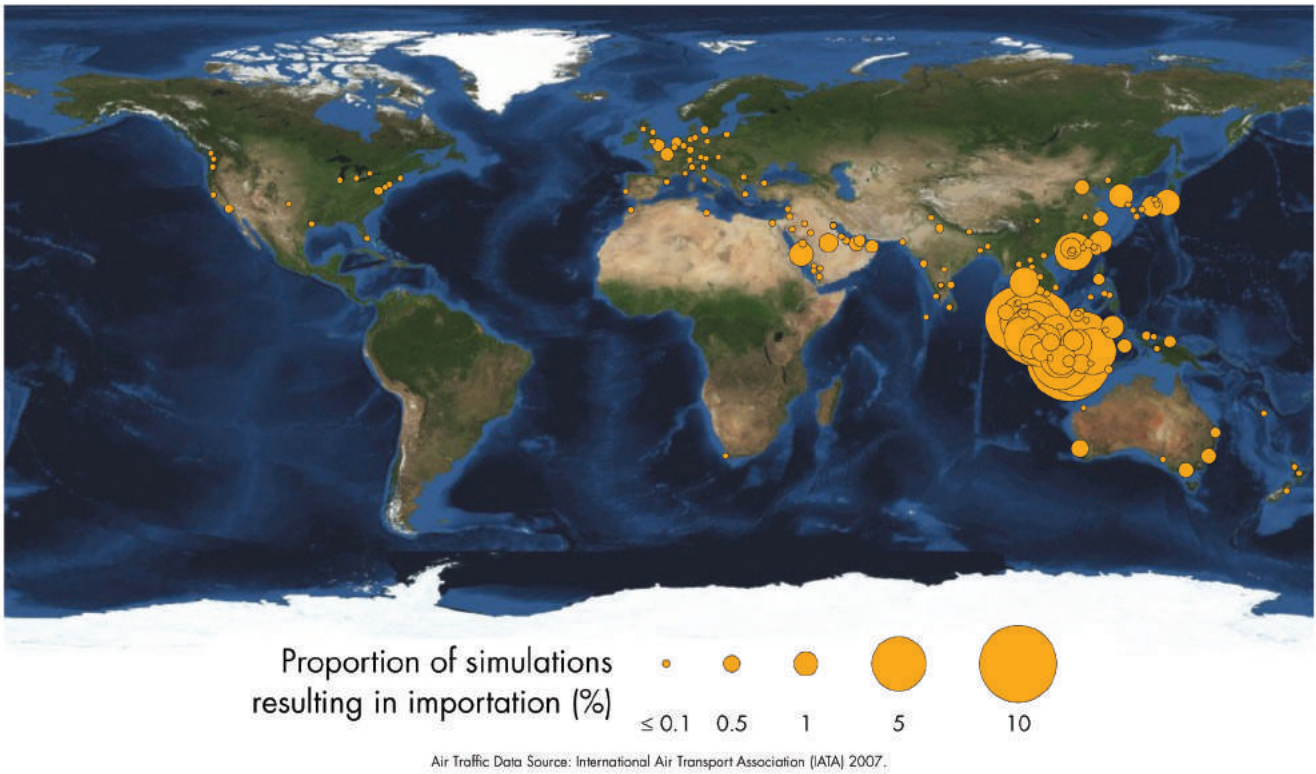 Proportion of simulations
resulting in importation (%)
≤ 0.1 0.5 1 5 10
Air Traffic Data Source: International Air Transport Association (IATA) 2007.